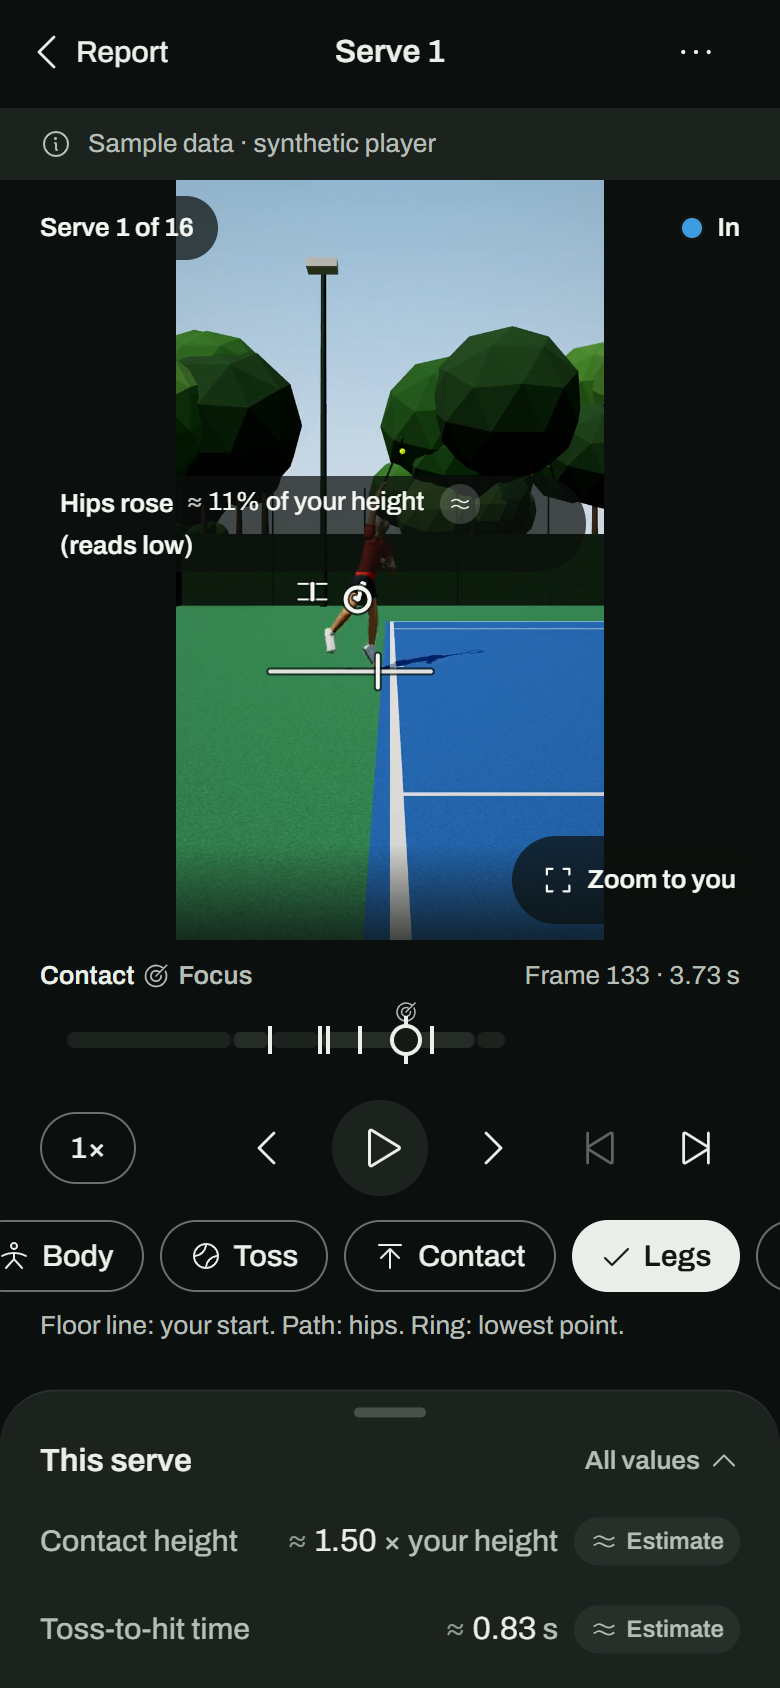 Report
Serve 1
Sample data · synthetic player
Serve 1 of 16
In
Hips rose ≈ 11% of your height ≈
(reads low)
Zoom to you
Contact Focus
Frame 133 · 3.73 s
1×
Body
Toss
Contact
Legs
Floor line: your start. Path: hips. Ring: lowest point.
This serve
All values
Contact height ≈ 1.50 × your height ≈ Estimate
Toss-to-hit time ≈ 0.83 s ≈ Estimate